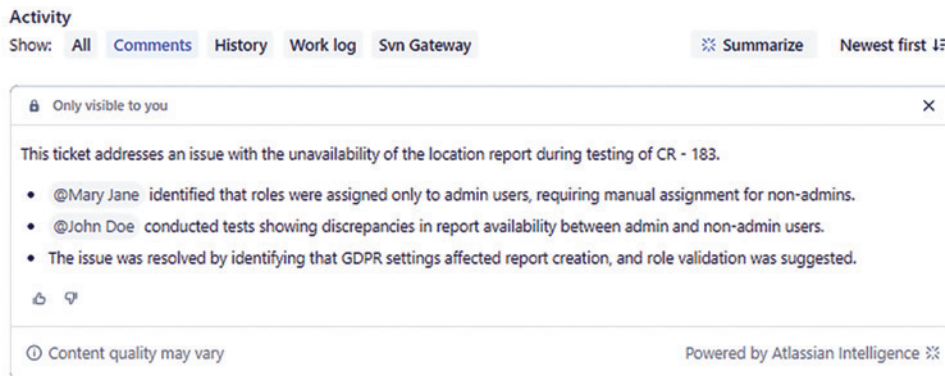 Activity
Show: All Comments History Work log Svn Gateway Summarize Newest first
Only visible to you
This ticket addresses an issue with the unavailability of the location report during testing of CR - 183.
• @Mary Jane identified that roles were assigned only to admin users, requiring manual assignment for non-admins.
• @John Doe conducted tests showing discrepancies in report availability between admin and non-admin users.
• The issue was resolved by identifying that GDPR settings affected report creation, and role validation was suggested.
Content quality may vary Powered by Atlassian Intelligence